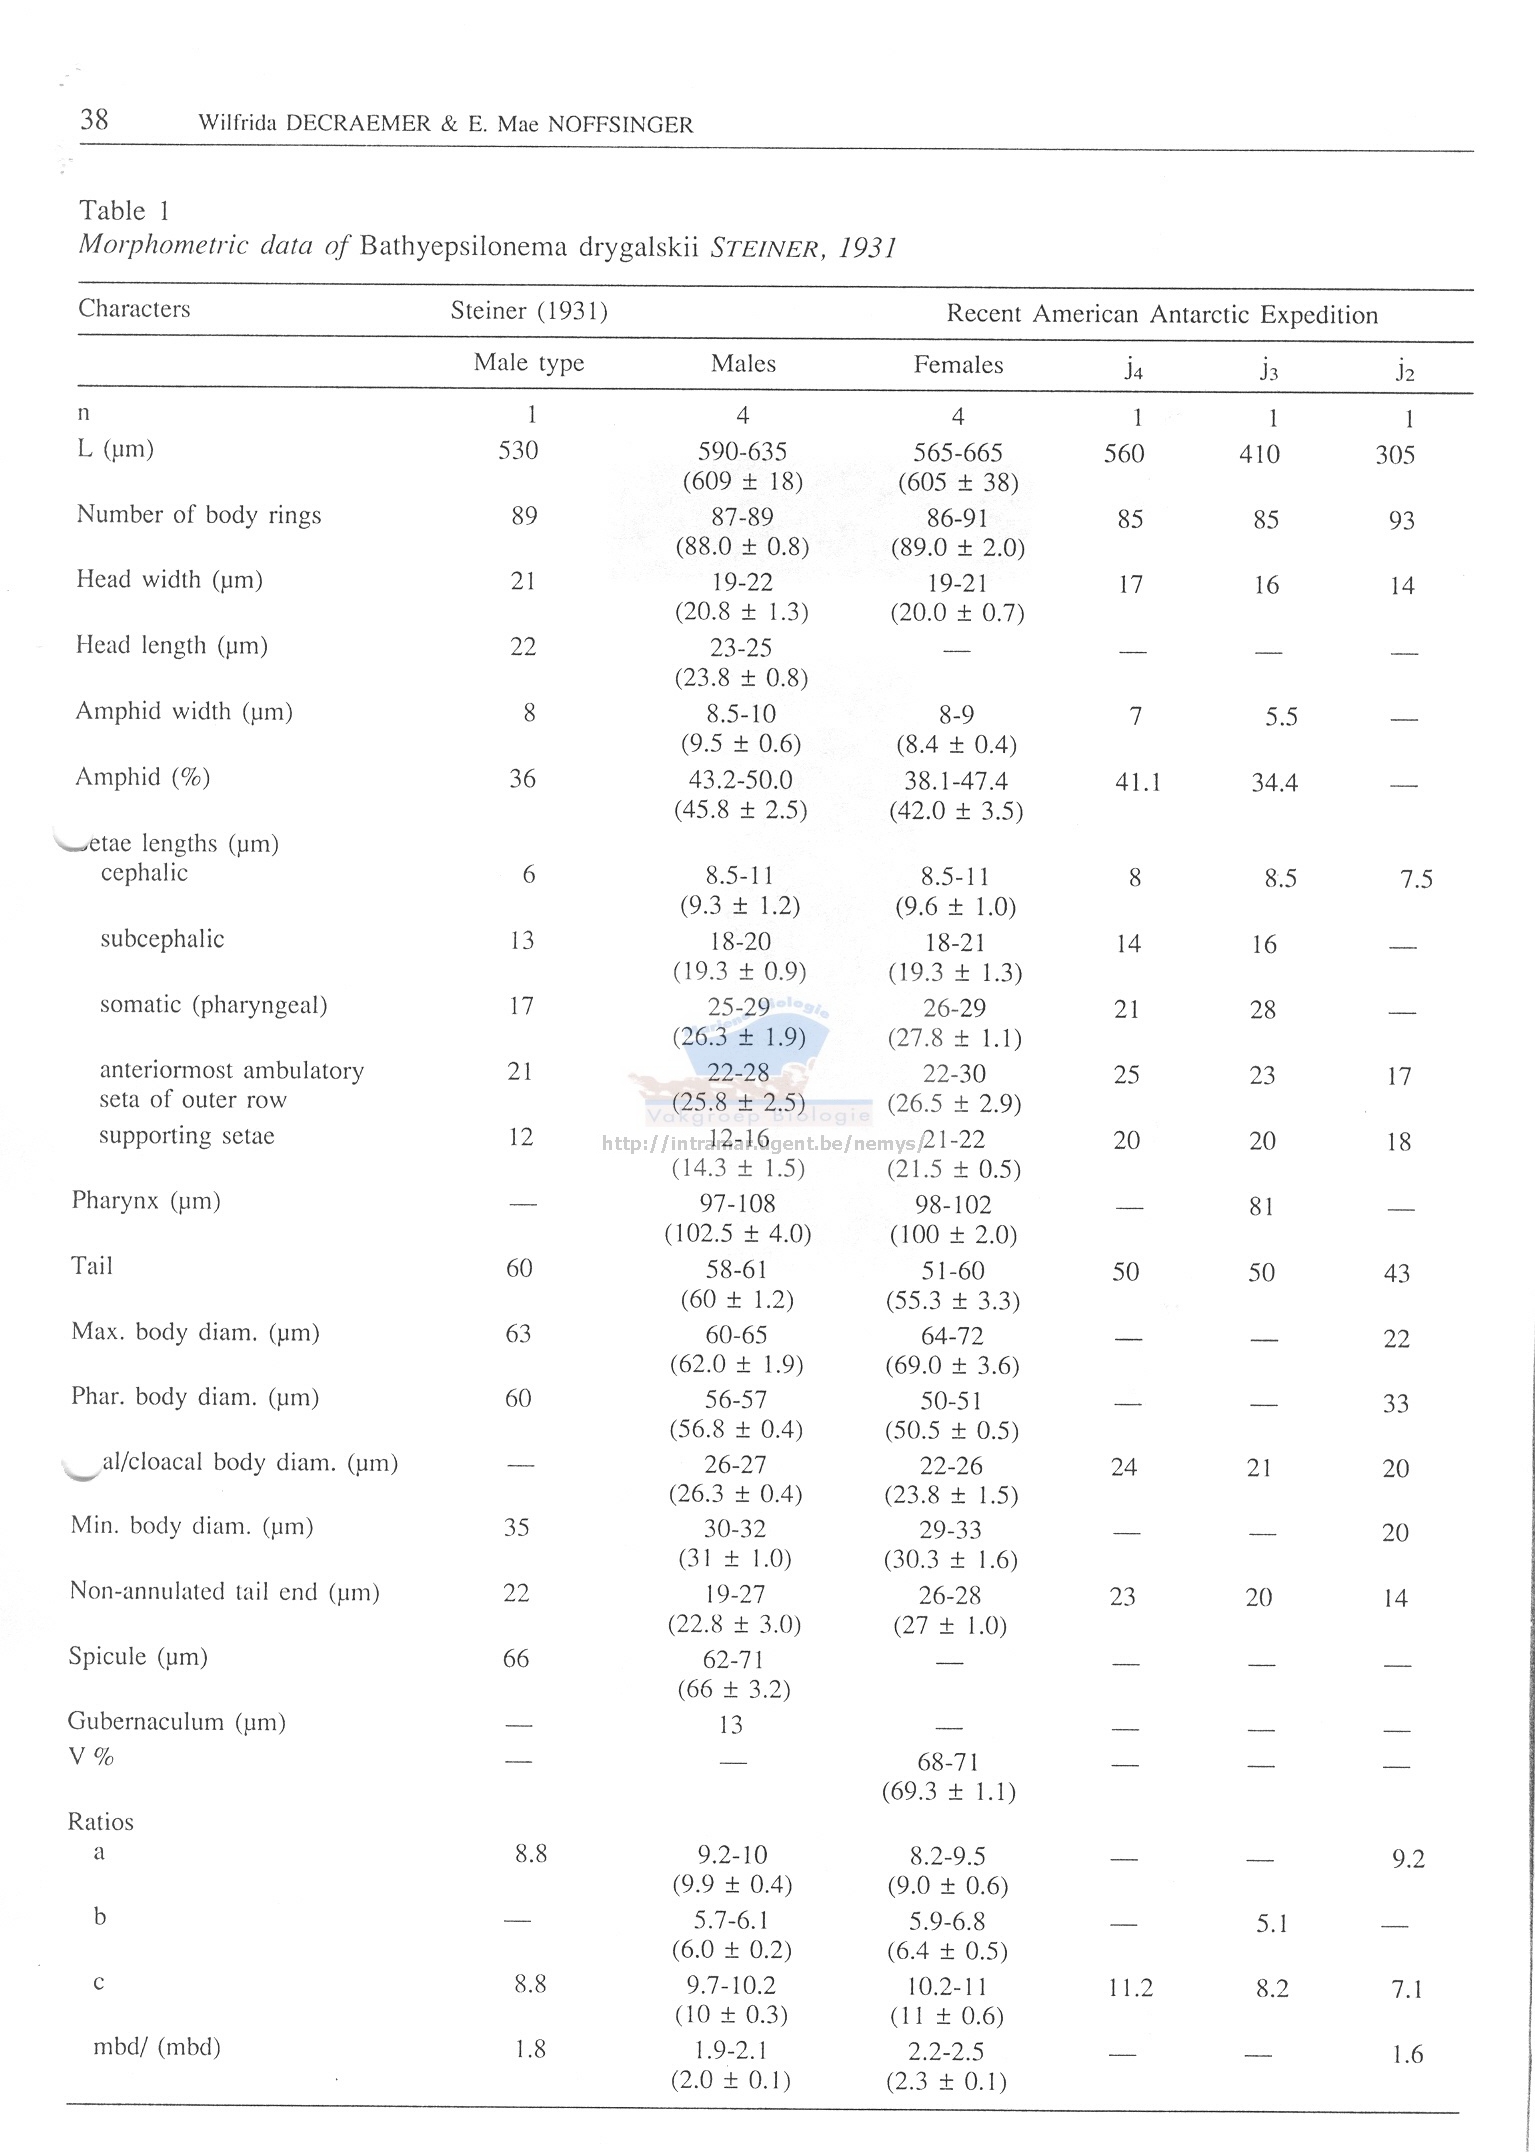 38 Wilfrida DECRAEMER & E. Mae NOFFSINGER
Table 1
Morphometric data of Bathyepsilonema drygalskii STEINER, 1931
Characters Steiner (1931) Recent American Antarctic Expedition
Male type Males Females j4 j3 j2
n 1 4 4 1 1 1
L (µm) 530 590-635 565-665 560 410 305
(609 ± 18) (605 ± 38)
Number of body rings 89 87-89 86-91 85 85 93
(88.0 ± 0.8) (89.0 ± 2.0)
Head width (µm) 21 19-22 19-21 17 16 14
(20.8 ± 1.3) (20.0 ± 0.7)
Head length (µm) 22 23-25 — — — —
(23.8 ± 0.8)
Amphid width (µm) 8 8.5-10 8-9 7 5.5 —
(9.5 ± 0.6) (8.4 ± 0.4)
Amphid (%) 36 43.2-50.0 38.1-47.4 41.1 34.4 —
(45.8 ± 2.5) (42.0 ± 3.5)
etae lengths (µm)
cephalic 6 8.5-11 8.5-11 8 8.5 7.5
(9.3 ± 1.2) (9.6 ± 1.0)
subcephalic 13 18-20 18-21 14 16 —
(19.3 ± 0.9) (19.3 ± 1.3)
somatic (pharyngeal) 17 25-29 26-29 21 28 —
(26.3 ± 1.9) (27.8 ± 1.1)
anteriormost ambulatory 21 22-28 22-30 25 23 17
seta of outer row (25.8 ± 2.5) (26.5 ± 2.9)
Vakgroep Biologie
supporting setae 12 12-16 21-22 20 20 18
http://intramar.ugent.be/nemys/
(14.3 ± 1.5) (21.5 ± 0.5)
Pharynx (µm) — 97-108 98-102 — 81 —
(102.5 ± 4.0) (100 ± 2.0)
Tail 60 58-61 51-60 50 50 43
(60 ± 1.2) (55.3 ± 3.3)
Max. body diam. (µm) 63 60-65 64-72 — — 22
(62.0 ± 1.9) (69.0 ± 3.6)
Phar. body diam. (µm) 60 56-57 50-51 — — 33
(56.8 ± 0.4) (50.5 ± 0.5)
al/cloacal body diam. (µm) — 26-27 22-26 24 21 20
(26.3 ± 0.4) (23.8 ± 1.5)
Min. body diam. (µm) 35 30-32 29-33 — — 20
(31 ± 1.0) (30.3 ± 1.6)
Non-annulated tail end (µm) 22 19-27 26-28 23 20 14
(22.8 ± 3.0) (27 ± 1.0)
Spicule (µm) 66 62-71 — — — —
(66 ± 3.2)
Gubernaculum (µm) — 13 — — — —
V % — — 68-71 — — —
(69.3 ± 1.1)
Ratios
a 8.8 9.2-10 8.2-9.5 — — 9.2
(9.9 ± 0.4) (9.0 ± 0.6)
b — 5.7-6.1 5.9-6.8 — 5.1 —
(6.0 ± 0.2) (6.4 ± 0.5)
c 8.8 9.7-10.2 10.2-11 11.2 8.2 7.1
(10 ± 0.3) (11 ± 0.6)
mbd/ (mbd) 1.8 1.9-2.1 2.2-2.5 — — 1.6
(2.0 ± 0.1) (2.3 ± 0.1)